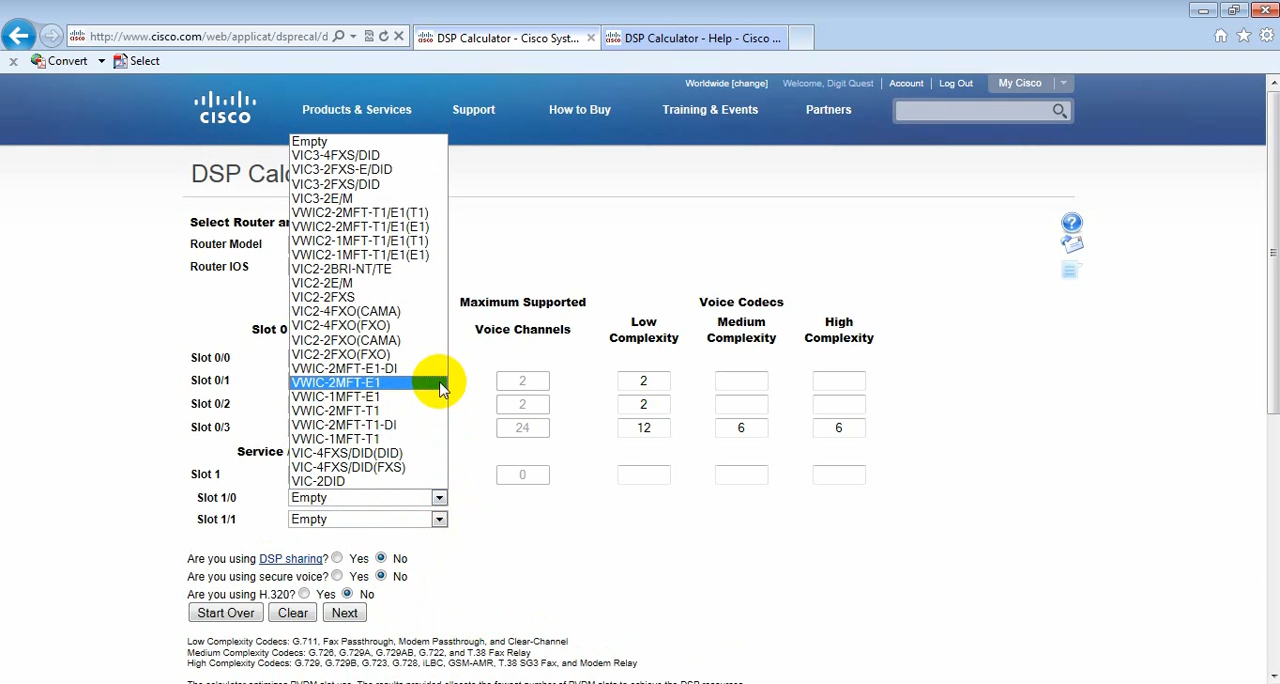 http://www.cisco.com/web/applicat/dsprecal/d
DSP Calculator - Cisco Syst...
DSP Calculator - Help - Cisco ...
Convert
Select
Worldwide [change]
Welcome, Digit Quest
Account
Log Out
My Cisco
CISCO
Products & Services
Support
How to Buy
Training & Events
Partners
DSP Calc
Select Router an
Router Model
Router IOS
Empty
VIC3-4FXS/DID
VIC3-2FXS-E/DID
VIC3-2FXS/DID
VIC3-2E/M
VWIC2-2MFT-T1/E1(T1)
VWIC2-2MFT-T1/E1(E1)
VWIC2-1MFT-T1/E1(T1)
VWIC2-1MFT-T1/E1(E1)
VIC2-2BRI-NT/TE
VIC2-2E/M
VIC2-2FXS
VIC2-4FXO(CAMA)
VIC2-4FXO(FXO)
VIC2-2FXO(CAMA)
VIC2-2FXO(FXO)
VWIC-2MFT-E1-DI
VWIC-2MFT-E1
VWIC-1MFT-E1
VWIC-2MFT-T1
VWIC-2MFT-T1-DI
VWIC-1MFT-T1
VIC-4FXS/DID(DID)
VIC-4FXS/DID(FXS)
VIC-2DID
Maximum Supported
Voice Codecs
Slot 0
Voice Channels
Low Complexity
Medium Complexity
High Complexity
Slot 0/0
Slot 0/1 2 2
Slot 0/2 2 2
Slot 0/3 24 12 6 6
Service
Slot 1 0
Slot 1/0 Empty
Slot 1/1 Empty
Are you using DSP sharing? Yes No
Are you using secure voice? Yes No
Are you using H.320? Yes No
Start Over
Clear
Next
Low Complexity Codecs: G.711, Fax Passthrough, Modem Passthrough, and Clear-Channel
Medium Complexity Codecs: G.726, G.729A, G.729AB, G.722, and T.38 Fax Relay
High Complexity Codecs: G.729, G.729B, G.723, G.728, iLBC, GSM-AMR, T.38 SG3 Fax, and Modem Relay